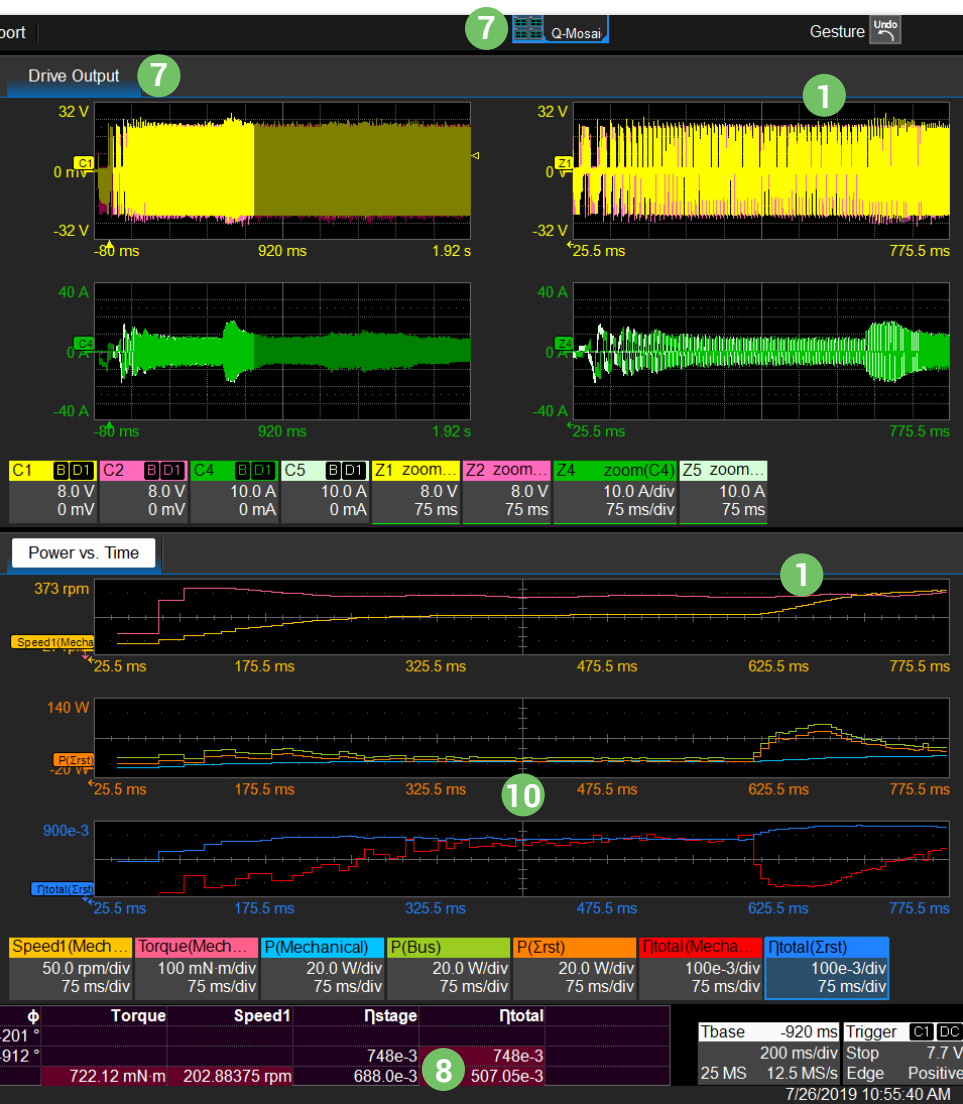 port
7
Q-Mosai
Gesture
Undo
Drive Output
7
1
32 V
C1
0 mV
-32 V
-80 ms
920 ms
1.92 s
32 V
Z1
0 V
-32 V
25.5 ms
775.5 ms
40 A
C4
0 A
-40 A
-80 ms
920 ms
1.92 s
40 A
Z4
-40 A
25.5 ms
775.5 ms
C1 B D1 C2 B D1 C4 B D1 C5 B D1 Z1 zoom... Z2 zoom... Z4 zoom(C4) Z5 zoom...
8.0 V 8.0 V 10.0 A 10.0 A 8.0 V 8.0 V 10.0 A/div 10.0 A
0 mV 0 mV 0 mA 0 mA 75 ms 75 ms 75 ms/div 75 ms
Power vs. Time
1
373 rpm
Speed1(Mecha
25.5 ms 175.5 ms 325.5 ms 475.5 ms 625.5 ms 775.5 ms
140 W
P(Σrst)
-20 W
25.5 ms 175.5 ms 325.5 ms 475.5 ms 625.5 ms 775.5 ms
10
900e-3
ηtotal(Σrst)
25.5 ms 175.5 ms 325.5 ms 475.5 ms 625.5 ms 775.5 ms
Speed1(Mech... Torque(Mech... P(Mechanical) P(Bus) P(Σrst) ηtotal(Mecha... ηtotal(Σrst)
50.0 rpm/div 100 mN·m/div 20.0 W/div 20.0 W/div 20.0 W/div 100e-3/div 100e-3/div
75 ms/div 75 ms/div 75 ms/div 75 ms/div 75 ms/div 75 ms/div 75 ms/div
ϕ Torque Speed1 ηstage ηtotal
201 °
912 ° 748e-3 748e-3
722.12 mN·m 202.88375 rpm 688.0e-3 507.05e-3
8
Tbase -920 ms Trigger C1 DC
200 ms/div Stop 7.7 V
25 MS 12.5 MS/s Edge Positive
7/26/2019 10:55:40 AM